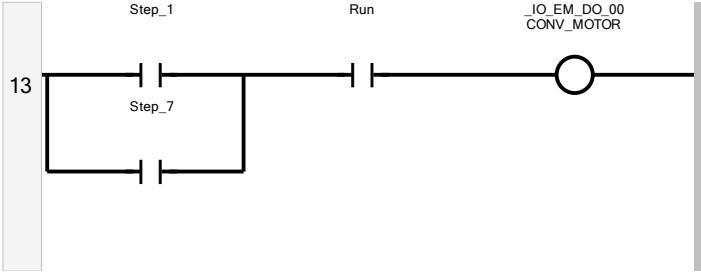 Step_1
Run
_IO_EM_DO_00
CONV_MOTOR
13
Step_7